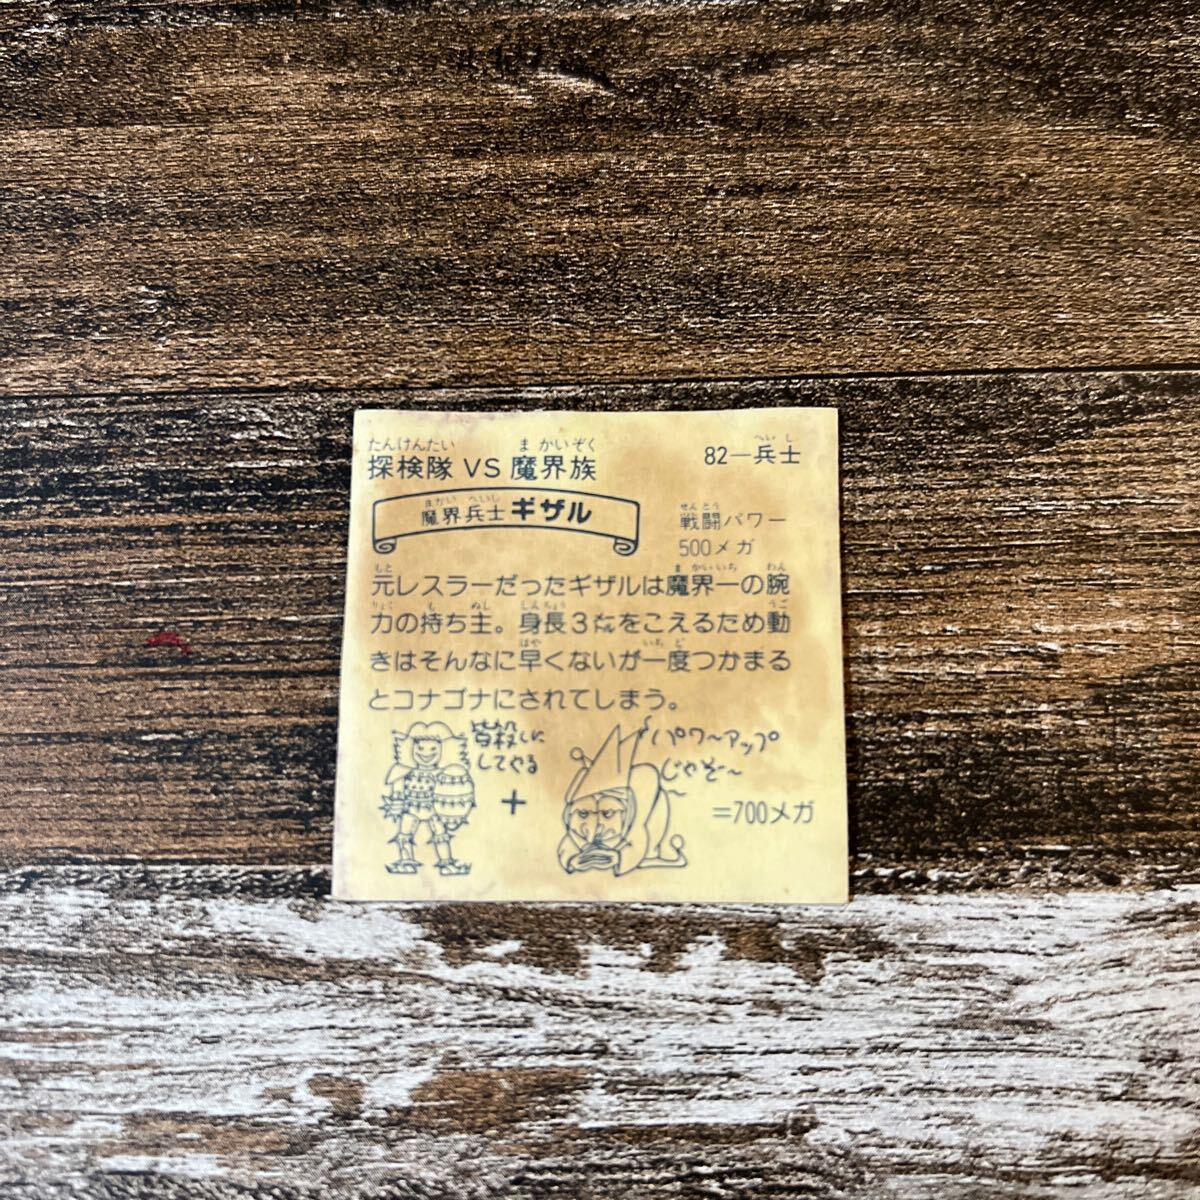 探検隊 VS 魔界族
82―兵士
魔界兵士ギザル
戦闘パワー
500メガ
元レスラーだったギザルは魔界一の腕
力の持ち主。身長3メートルをこえるため動
きはそんなに早くないが一度つかまる
とコナゴナにされてしまう。
皆殺しに
してやる
+
パワ〜アップ
じゃぞ〜
=700メガ